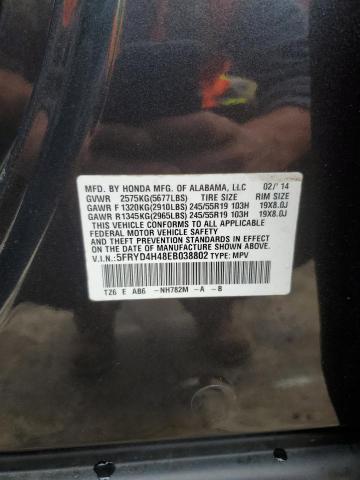 MFD. BY HONDA MFG. OF ALABAMA, LLC 02/'14
GVWR 2575KG(5677LBS) TIRE SIZE RIM SIZE
GAWR F 1320KG(2910LBS) 245/55R19 103H 19X8.0J
GAWR R 1345KG(2965LBS) 245/55R19 103H 19X8.0J
THIS VEHICLE CONFORMS TO ALL APPLICABLE
FEDERAL MOTOR VEHICLE SAFETY AND
THEFT PREVENTION STANDARDS IN EFFECT ON
THE DATE OF MANUFACTURE SHOWN ABOVE.
V.I.N.: 5FRYD4H48EB038802 TYPE: MPV
TZ6 E AB6 -NH782M -A -B